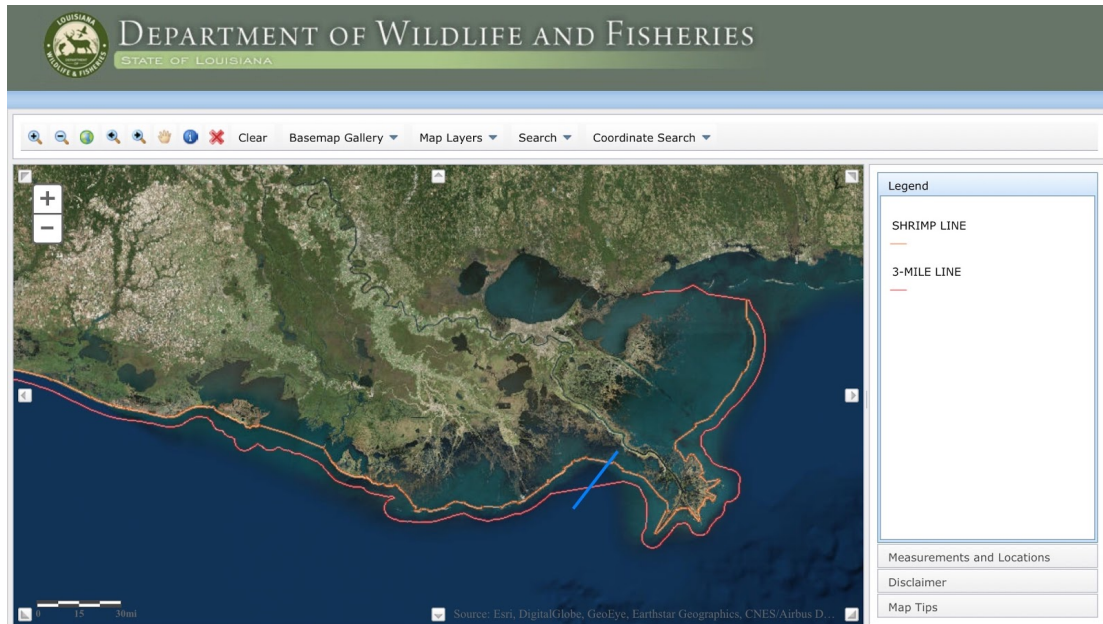 LOUISIANA
WILDLIFE & FISHERIES
DEPARTMENT OF WILDLIFE AND FISHERIES
STATE OF LOUISIANA
Clear
Basemap Gallery
Map Layers
Search
Coordinate Search
+
−
Legend
SHRIMP LINE
3-MILE LINE
Measurements and Locations
Disclaimer
Map Tips
0 15 30mi
Source: Esri, DigitalGlobe, GeoEye, Earthstar Geographics, CNES/Airbus D...